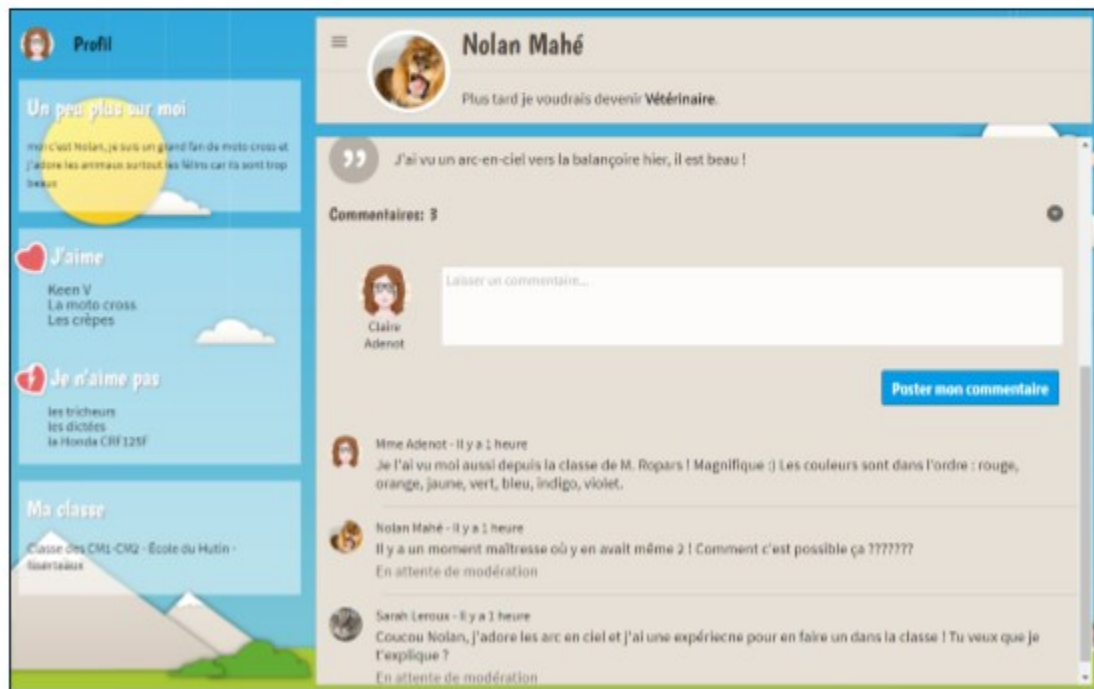 Profil
Un peu plus sur moi
moi c'est Nolan, je suis un grand fan de moto cross et
j'adore les animaux surtout les félins car ils sont trop
beaux
J'aime
Keen V
La moto cross
Les crêpes
Je n'aime pas
les tricheurs
les dictées
la Honda CRF125F
Ma classe
Classe des CM1-CM2 - École du Hutin -
Nolan Mahé
Plus tard je voudrais devenir Vétérinaire.
J'ai vu un arc-en-ciel vers la balançoire hier, il est beau !
Commentaires: 3
Laisser un commentaire...
Claire
Adenot
Poster mon commentaire
Mme Adenot - Il y a 1 heure
Je l'ai vu moi aussi depuis la classe de M. Ropars ! Magnifique :) Les couleurs sont dans l'ordre : rouge,
orange, jaune, vert, bleu, indigo, violet.
Nolan Mahé - Il y a 1 heure
Il y a un moment maîtresse où y en avait même 2 ! Comment c'est possible ça ???????
En attente de modération
Sarah Leroux - Il y a 1 heure
Coucou Nolan, j'adore les arc en ciel et j'ai une expériecne pour en faire un dans la classe ! Tu veux que je
t'explique ?
En attente de modération